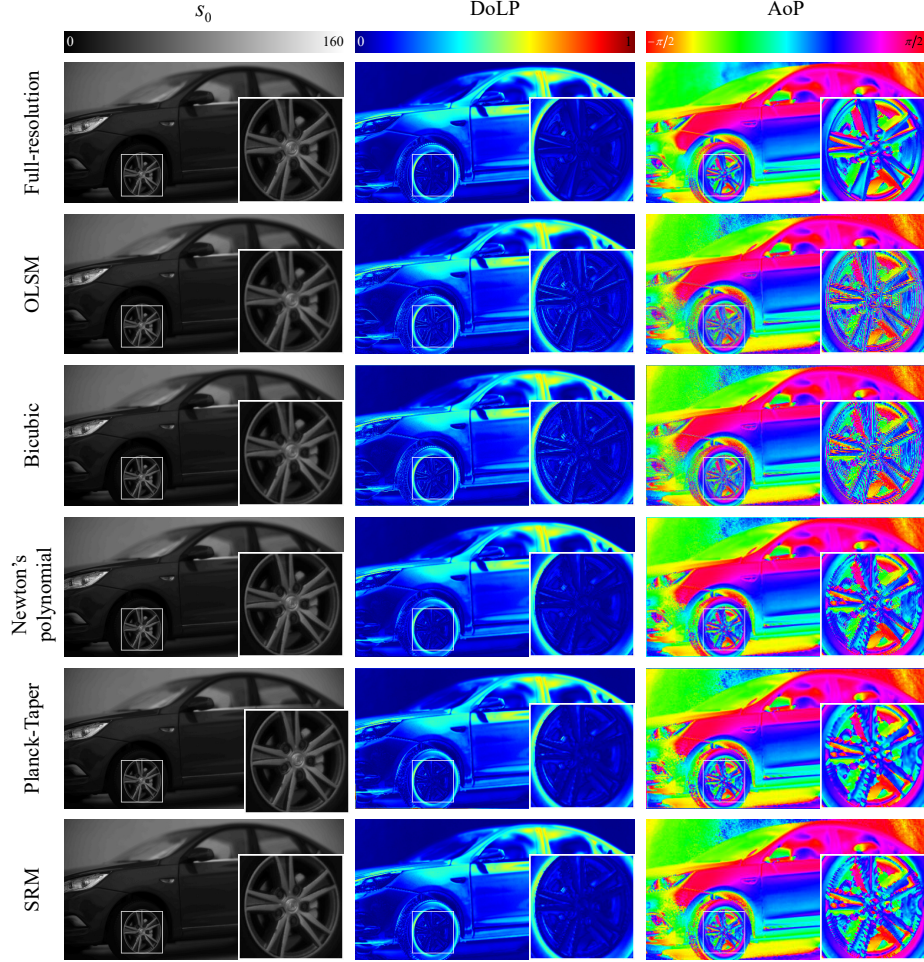 s₀ DoLP AoP
0 160 0 1 −π/2 π/2
Full-resolution
OLSM
Bicubic
Newton's
polynomial
Planck-Taper
SRM